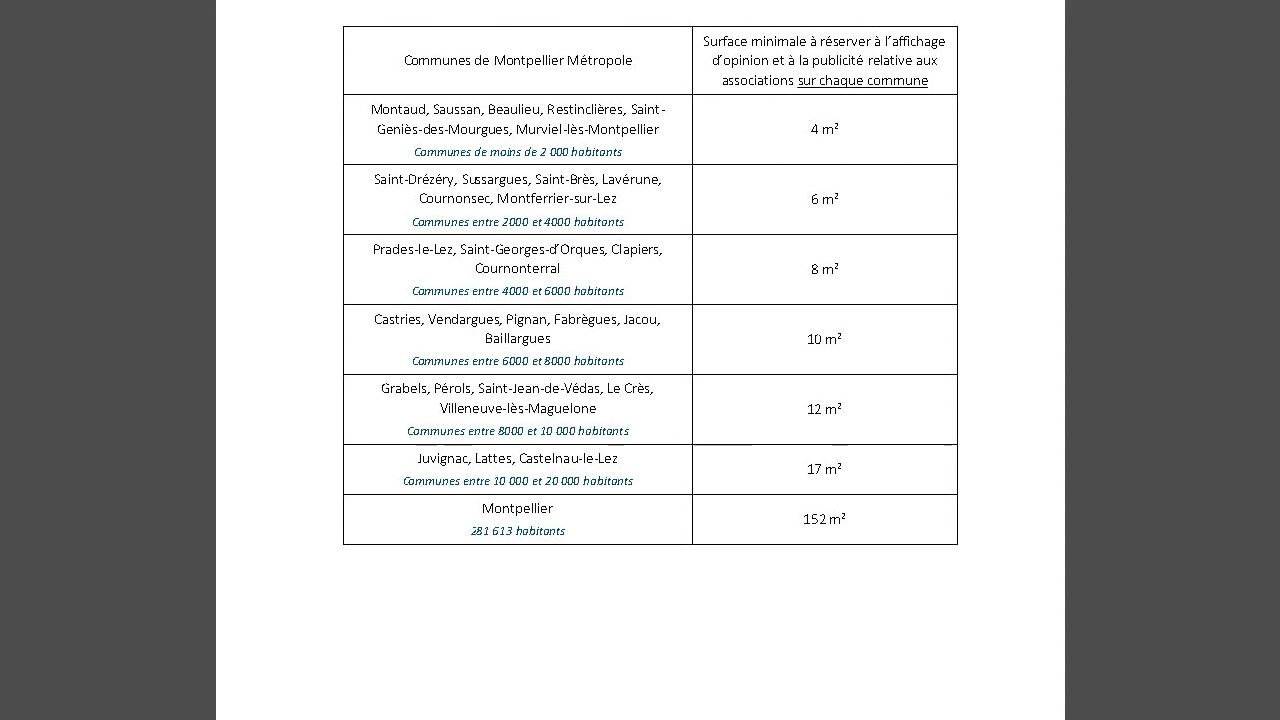 Communes de Montpellier Métropole
Surface minimale à réserver à l'affichage
d'opinion et à la publicité relative aux
associations sur chaque commune
Montaud, Saussan, Beaulieu, Restinclières, Saint-
Geniès-des-Mourgues, Murviel-lès-Montpellier
Communes de moins de 2 000 habitants
4 m²
Saint-Drézéry, Sussargues, Saint-Brès, Lavérune,
Cournonsec, Montferrier-sur-Lez
Communes entre 2000 et 4000 habitants
6 m²
Prades-le-Lez, Saint-Georges-d'Orques, Clapiers,
Cournonterral
Communes entre 4000 et 6000 habitants
8 m²
Castries, Vendargues, Pignan, Fabrègues, Jacou,
Baillargues
Communes entre 6000 et 8000 habitants
10 m²
Grabels, Pérols, Saint-Jean-de-Védas, Le Crès,
Villeneuve-lès-Maguelone
Communes entre 8000 et 10 000 habitants
12 m²
Juvignac, Lattes, Castelnau-le-Lez
Communes entre 10 000 et 20 000 habitants
17 m²
Montpellier
281 613 habitants
152 m²